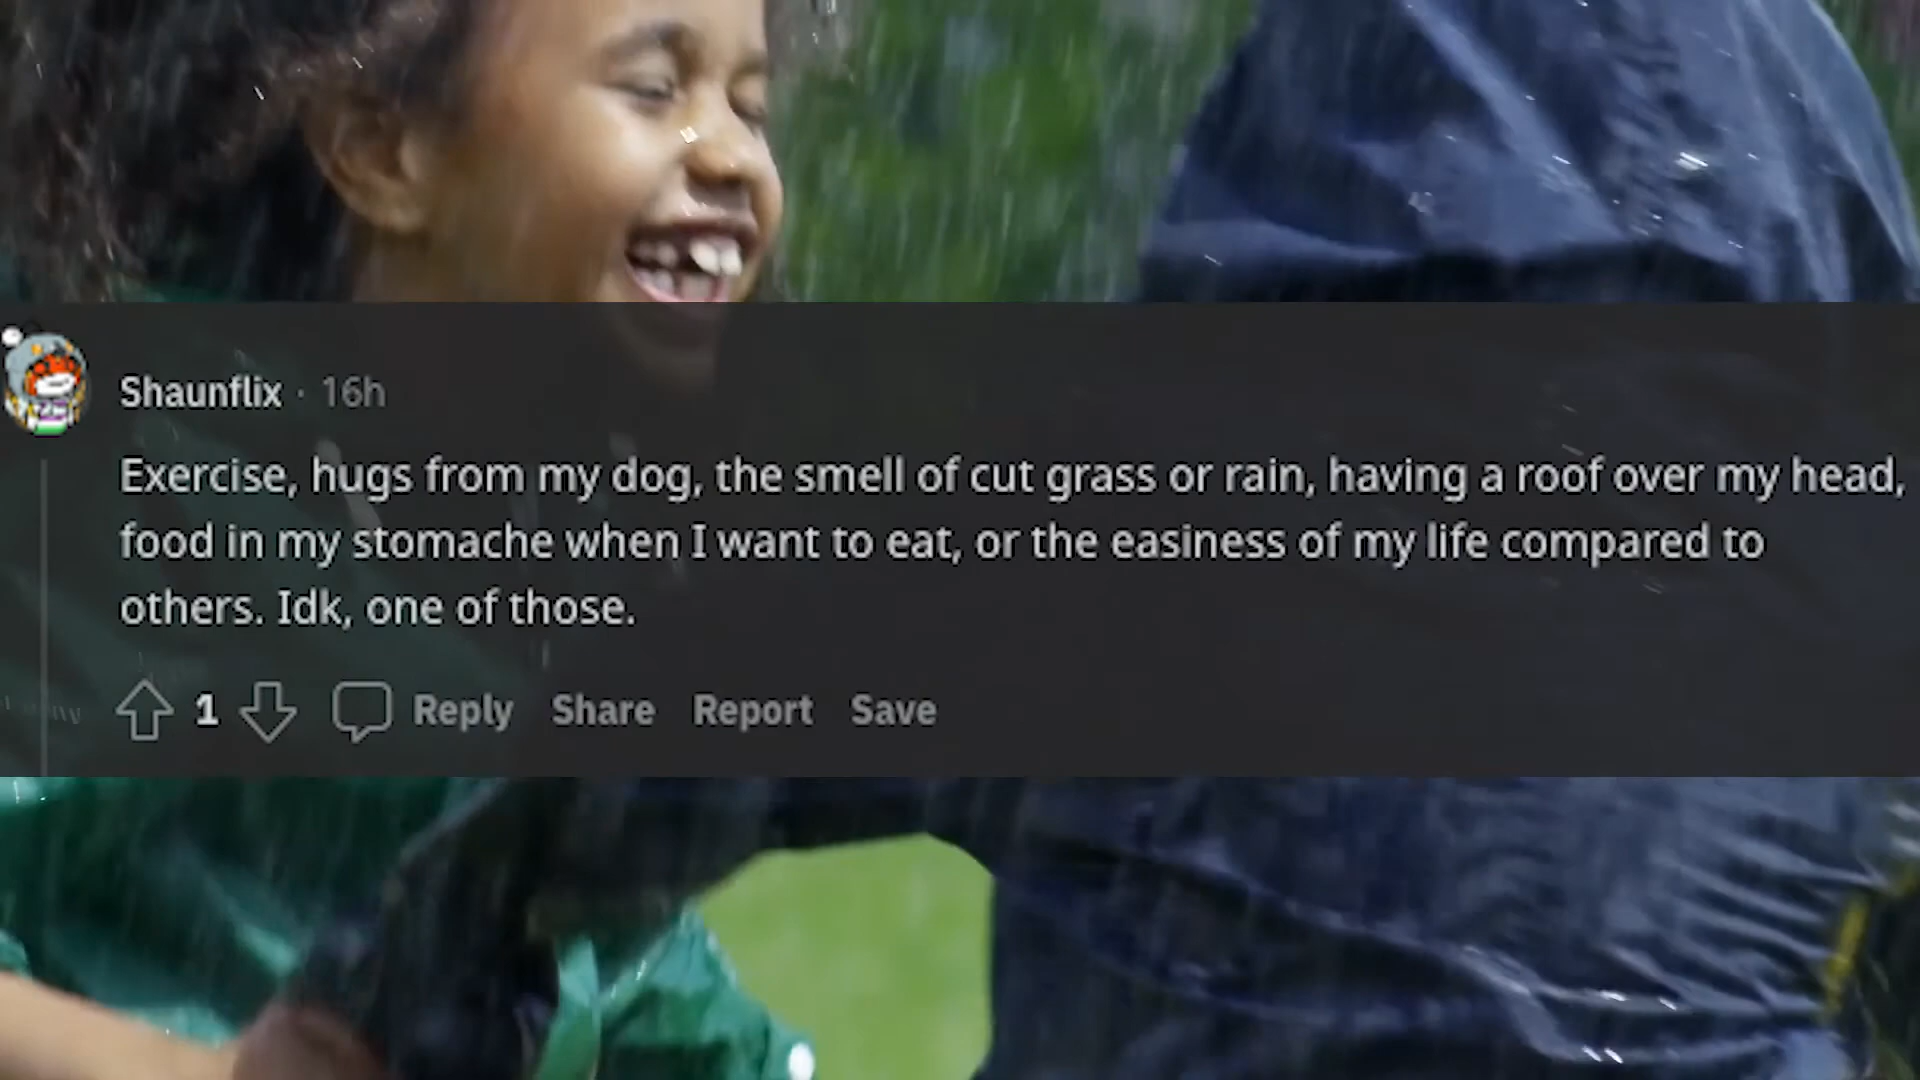 Shaunflix · 16h
Exercise, hugs from my dog, the smell of cut grass or rain, having a roof over my head,
food in my stomache when I want to eat, or the easiness of my life compared to
others. Idk, one of those.
1 Reply Share Report Save